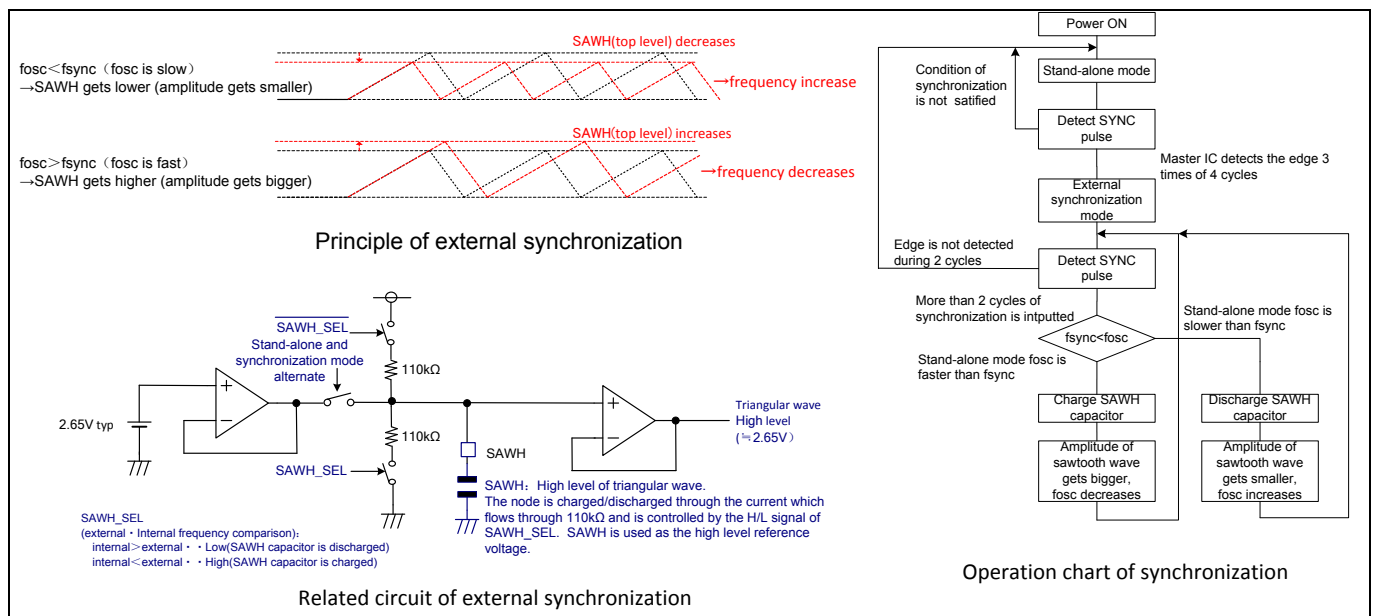 SAWH(top level) decreases
fosc＜fsync（fosc is slow）
→SAWH gets lower (amplitude gets smaller)
→frequency increase
SAWH(top level) increases
fosc＞fsync（fosc is fast）
→SAWH gets higher (amplitude gets bigger)
→frequency decreases
Principle of external synchronization
SAWH_SEL
Stand-alone and
synchronization mode
alternate
110kΩ
2.65V typ
110kΩ
SAWH_SEL
SAWH
Triangular wave
High level
(≒2.65V）
SAWH：High level of triangular wave.
The node is charged/discharged through the current which
flows through 110kΩ and is controlled by the H/L signal of
SAWH_SEL. SAWH is used as the high level reference
voltage.
SAWH_SEL
(external・Internal frequency comparison)：
internal＞external・・Low(SAWH capacitor is discharged)
internal＜external・・High(SAWH capacitor is charged)
Related circuit of external synchronization
Power ON
Stand-alone mode
Condition of
synchronization
is not satified
Detect SYNC
pulse
Master IC detects the edge 3
times of 4 cycles
External
synchronization
mode
Edge is not detected
during 2 cycles
Detect SYNC
pulse
More than 2 cycles of
synchronization is intputted
fsync<fosc
Stand-alone mode fosc is
slower than fsync
Stand-alone mode fosc is
faster than fsync
Charge SAWH
capacitor
Discharge SAWH
capacitor
Amplitude of
sawtooth wave
gets bigger,
fosc decreases
Amplitude of
sawtooth wave
gets smaller,
fosc increases
Operation chart of synchronization